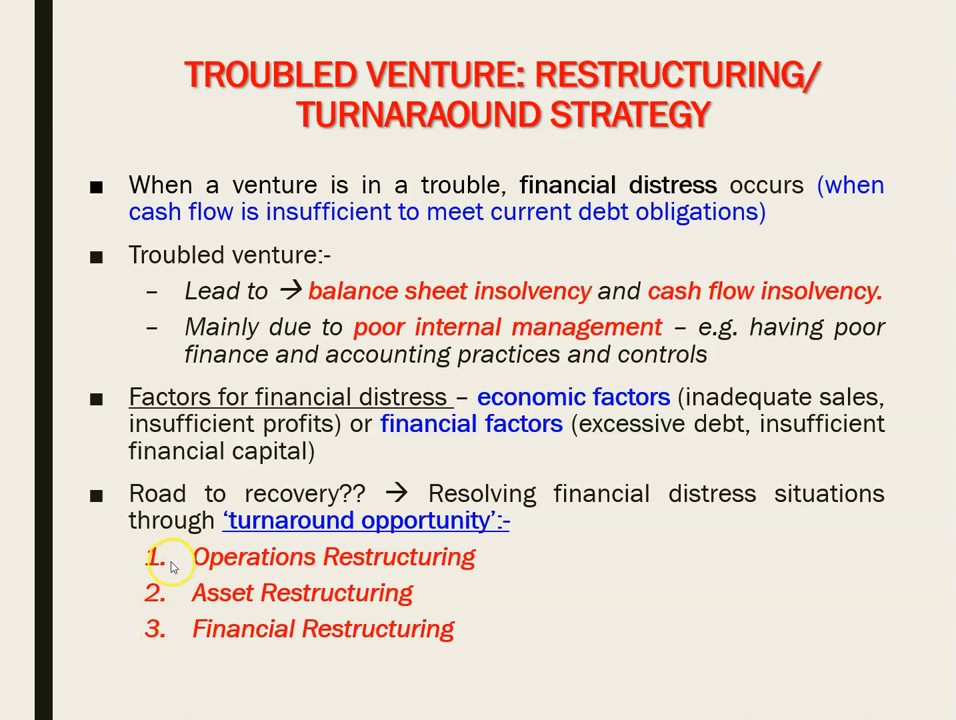 TROUBLED VENTURE: RESTRUCTURING/
TURNARAOUND STRATEGY
■ When a venture is in a trouble, financial distress occurs (when
cash flow is insufficient to meet current debt obligations)
■ Troubled venture:-
– Lead to → balance sheet insolvency and cash flow insolvency.
– Mainly due to poor internal management – e.g. having poor
finance and accounting practices and controls
■ Factors for financial distress – economic factors (inadequate sales,
insufficient profits) or financial factors (excessive debt, insufficient
financial capital)
■ Road to recovery?? → Resolving financial distress situations
through ‘turnaround opportunity’:-
1. Operations Restructuring
2. Asset Restructuring
3. Financial Restructuring